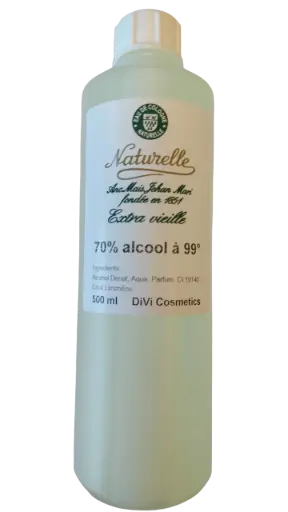 EAU DE COLOGNE
NATURELLE
Naturelle
Anc. Mais. Johan Mari
fondée en 1851
Extra vieille
70% alcool à 99°
Ingredients:
Alcohol Denat, Aqua, Parfum, CI 19140
500 ml DiVi Cosmetics